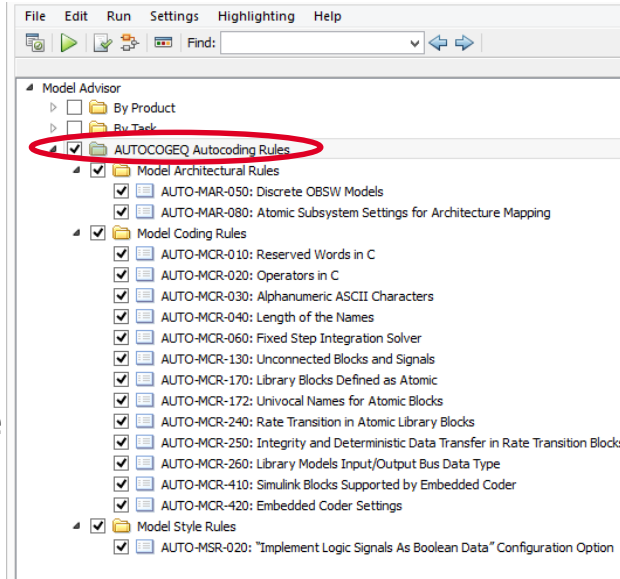 File Edit Run Settings Highlighting Help
Find:
Model Advisor
By Product
By Task
AUTOCOGEQ Autocoding Rules
Model Architectural Rules
AUTO-MAR-050: Discrete OBSW Models
AUTO-MAR-080: Atomic Subsystem Settings for Architecture Mapping
Model Coding Rules
AUTO-MCR-010: Reserved Words in C
AUTO-MCR-020: Operators in C
AUTO-MCR-030: Alphanumeric ASCII Characters
AUTO-MCR-040: Length of the Names
AUTO-MCR-060: Fixed Step Integration Solver
AUTO-MCR-130: Unconnected Blocks and Signals
AUTO-MCR-170: Library Blocks Defined as Atomic
AUTO-MCR-172: Univocal Names for Atomic Blocks
AUTO-MCR-240: Rate Transition in Atomic Library Blocks
AUTO-MCR-250: Integrity and Deterministic Data Transfer in Rate Transition Blocks
AUTO-MCR-260: Library Models Input/Output Bus Data Type
AUTO-MCR-410: Simulink Blocks Supported by Embedded Coder
AUTO-MCR-420: Embedded Coder Settings
Model Style Rules
AUTO-MSR-020: "Implement Logic Signals As Boolean Data" Configuration Option